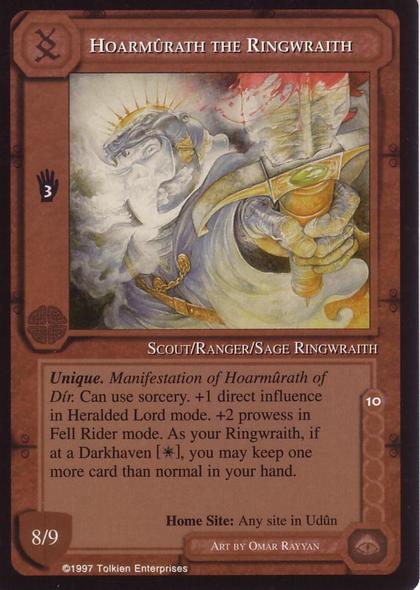 HOARMÛRATH THE RINGWRAITH
3
SCOUT/RANGER/SAGE RINGWRAITH
Unique. Manifestation of Hoarmûrath of
Dír. Can use sorcery. +1 direct influence
in Heralded Lord mode. +2 prowess in
Fell Rider mode. As your Ringwraith, if
at a Darkhaven [✶], you may keep one
more card than normal in your hand.
10
Home Site: Any site in Udûn
8/9
ART BY OMAR RAYYAN
©1997 Tolkien Enterprises